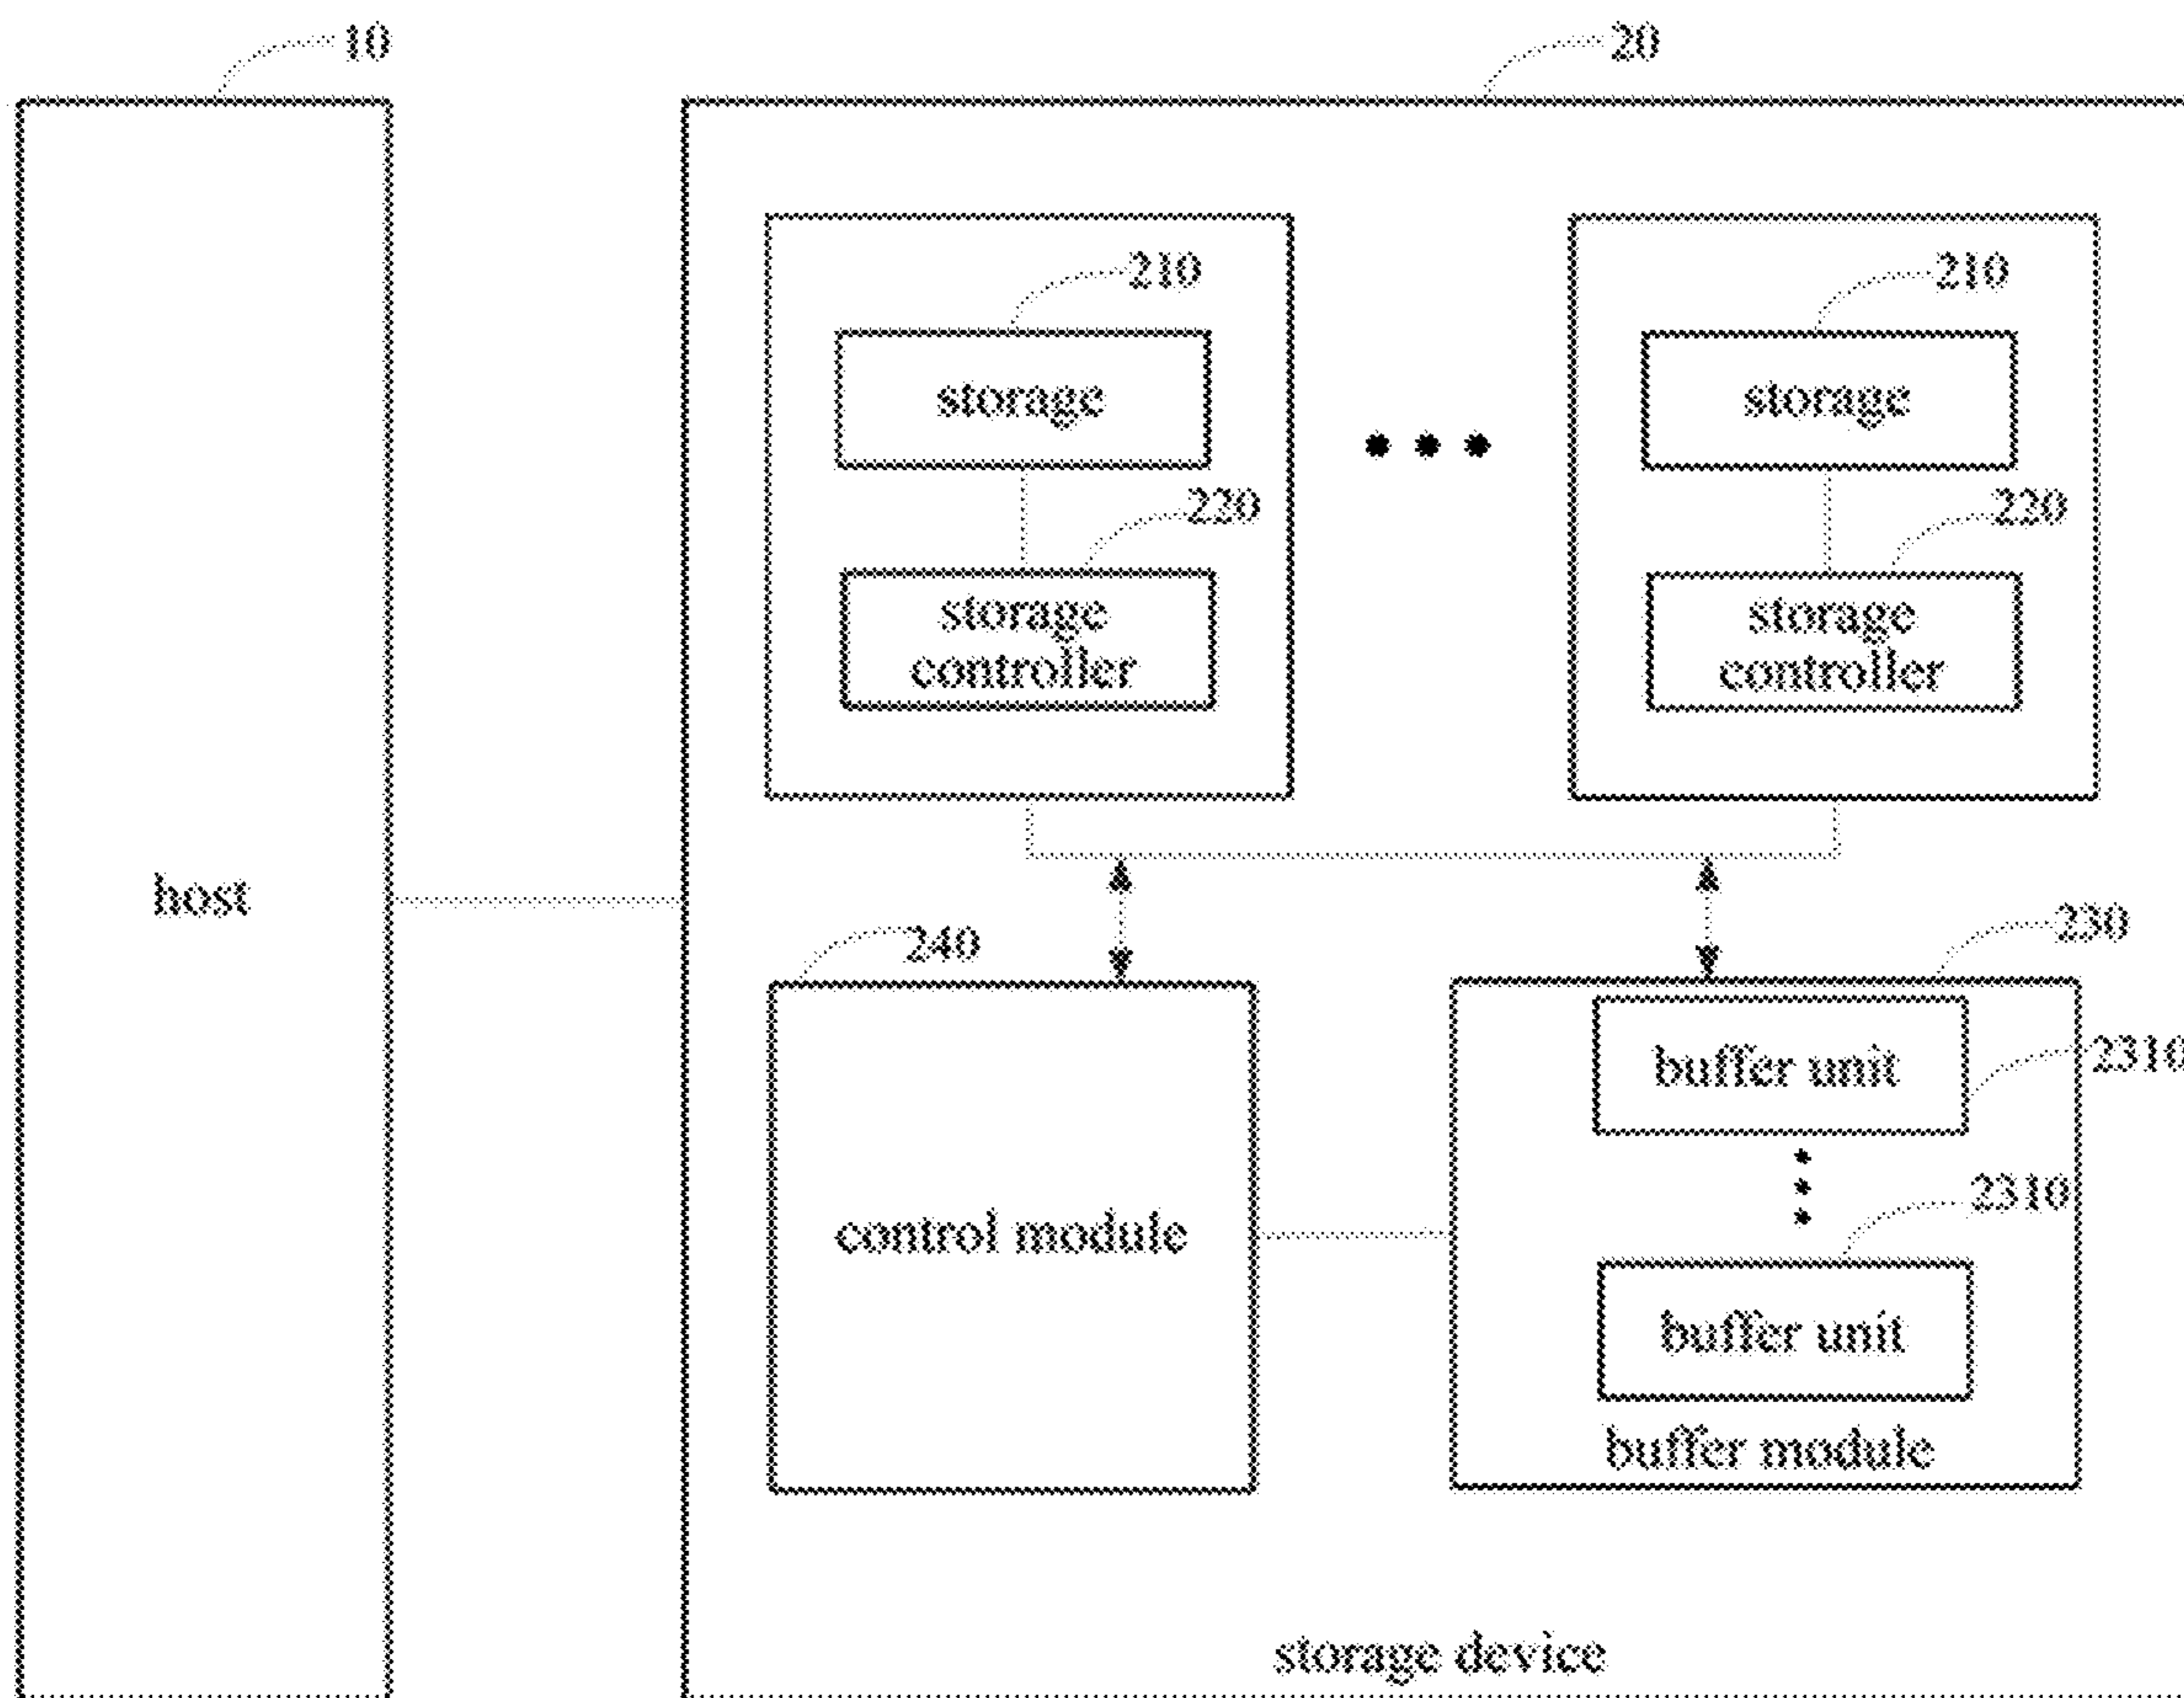 10
20
210
210
storage
storage
220
220
storage
controller
storage
controller
host
240
230
buffer unit
2310
2310
control module
buffer unit
buffer module
storage device